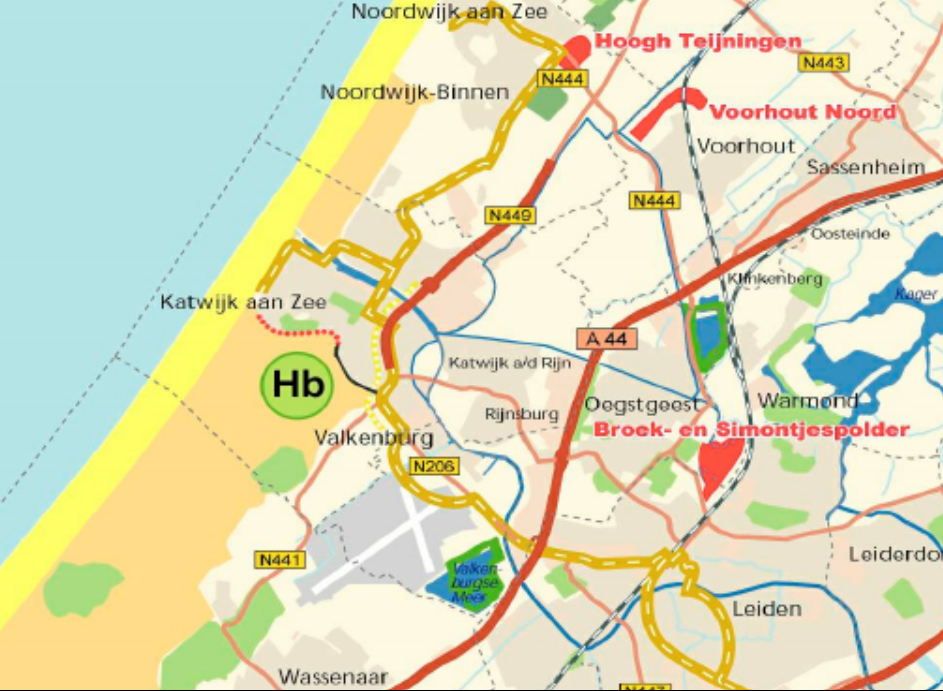 Noordwijk aan Zee
Hoogh Teijningen
N443
N444
Noordwijk-Binnen
Voorhout Noord
Voorhout
Sassenheim
N444
N449
Oosteinde
Klinkenberg
Kager
Katwijk aan Zee
A 44
Katwijk a/d Rijn
Hb
Oegstgeest
Warmond
Rijnsburg
Broek- en Simontjespolder
Valkenburg
N206
N441
Leiderdo
Valken-
burgse
Meer
Leiden
Wassenaar